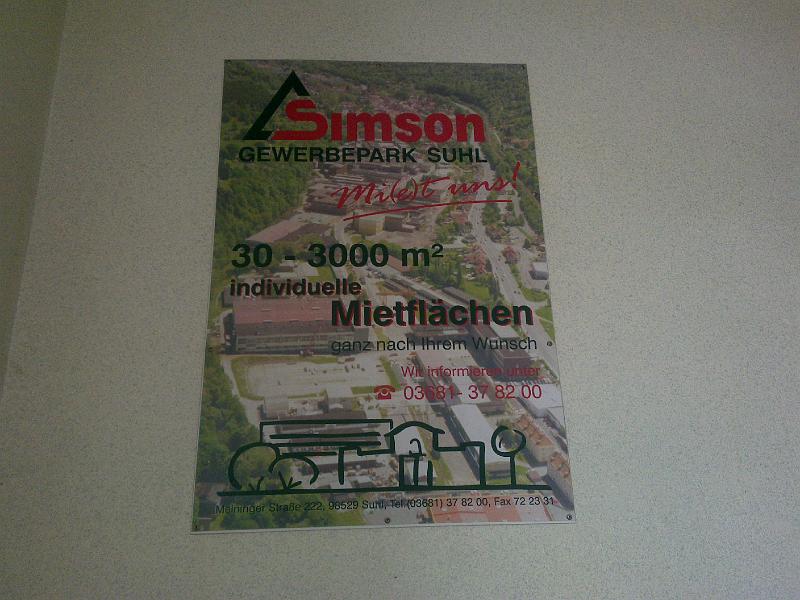 Simson
GEWERBEPARK SUHL
Mi(e)t uns!
30 - 3000 m²
individuelle
Mietflächen
ganz nach Ihrem Wunsch
Wir informieren unter
☎ 03681- 37 82 00
Meininger Straße 222, 98529 Suhl, Tel.(03681) 37 82 00, Fax 72 23 31